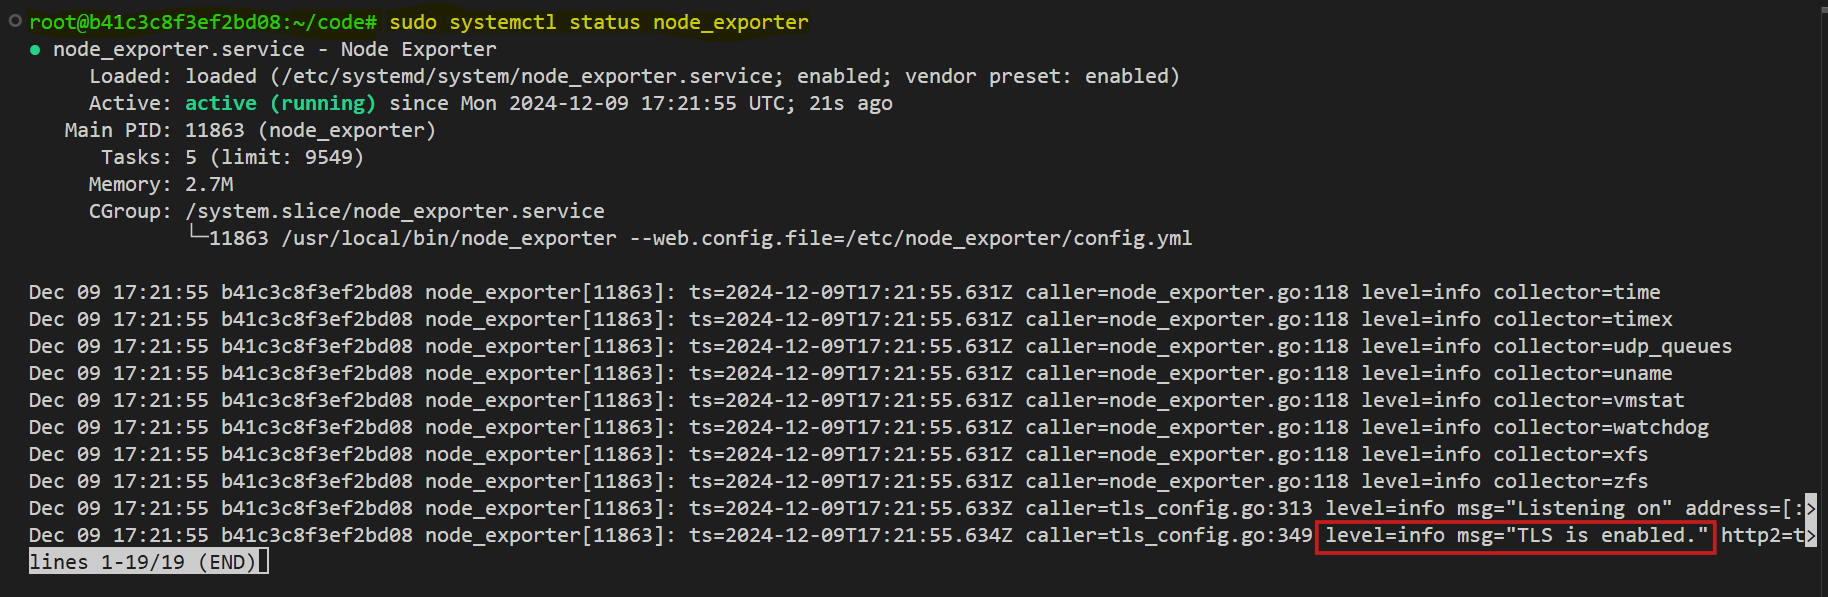 root@b41c3c8f3ef2bd08:~/code# sudo systemctl status node_exporter
● node_exporter.service - Node Exporter
     Loaded: loaded (/etc/systemd/system/node_exporter.service; enabled; vendor preset: enabled)
     Active: active (running) since Mon 2024-12-09 17:21:55 UTC; 21s ago
   Main PID: 11863 (node_exporter)
      Tasks: 5 (limit: 9549)
     Memory: 2.7M
     CGroup: /system.slice/node_exporter.service
             └─11863 /usr/local/bin/node_exporter --web.config.file=/etc/node_exporter/config.yml
Dec 09 17:21:55 b41c3c8f3ef2bd08 node_exporter[11863]: ts=2024-12-09T17:21:55.631Z caller=node_exporter.go:118 level=info collector=time
Dec 09 17:21:55 b41c3c8f3ef2bd08 node_exporter[11863]: ts=2024-12-09T17:21:55.631Z caller=node_exporter.go:118 level=info collector=timex
Dec 09 17:21:55 b41c3c8f3ef2bd08 node_exporter[11863]: ts=2024-12-09T17:21:55.631Z caller=node_exporter.go:118 level=info collector=udp_queues
Dec 09 17:21:55 b41c3c8f3ef2bd08 node_exporter[11863]: ts=2024-12-09T17:21:55.631Z caller=node_exporter.go:118 level=info collector=uname
Dec 09 17:21:55 b41c3c8f3ef2bd08 node_exporter[11863]: ts=2024-12-09T17:21:55.631Z caller=node_exporter.go:118 level=info collector=vmstat
Dec 09 17:21:55 b41c3c8f3ef2bd08 node_exporter[11863]: ts=2024-12-09T17:21:55.631Z caller=node_exporter.go:118 level=info collector=watchdog
Dec 09 17:21:55 b41c3c8f3ef2bd08 node_exporter[11863]: ts=2024-12-09T17:21:55.631Z caller=node_exporter.go:118 level=info collector=xfs
Dec 09 17:21:55 b41c3c8f3ef2bd08 node_exporter[11863]: ts=2024-12-09T17:21:55.631Z caller=node_exporter.go:118 level=info collector=zfs
Dec 09 17:21:55 b41c3c8f3ef2bd08 node_exporter[11863]: ts=2024-12-09T17:21:55.633Z caller=tls_config.go:313 level=info msg="Listening on" address=[:>
Dec 09 17:21:55 b41c3c8f3ef2bd08 node_exporter[11863]: ts=2024-12-09T17:21:55.634Z caller=tls_config.go:349 level=info msg="TLS is enabled." http2=t>
lines 1-19/19 (END)